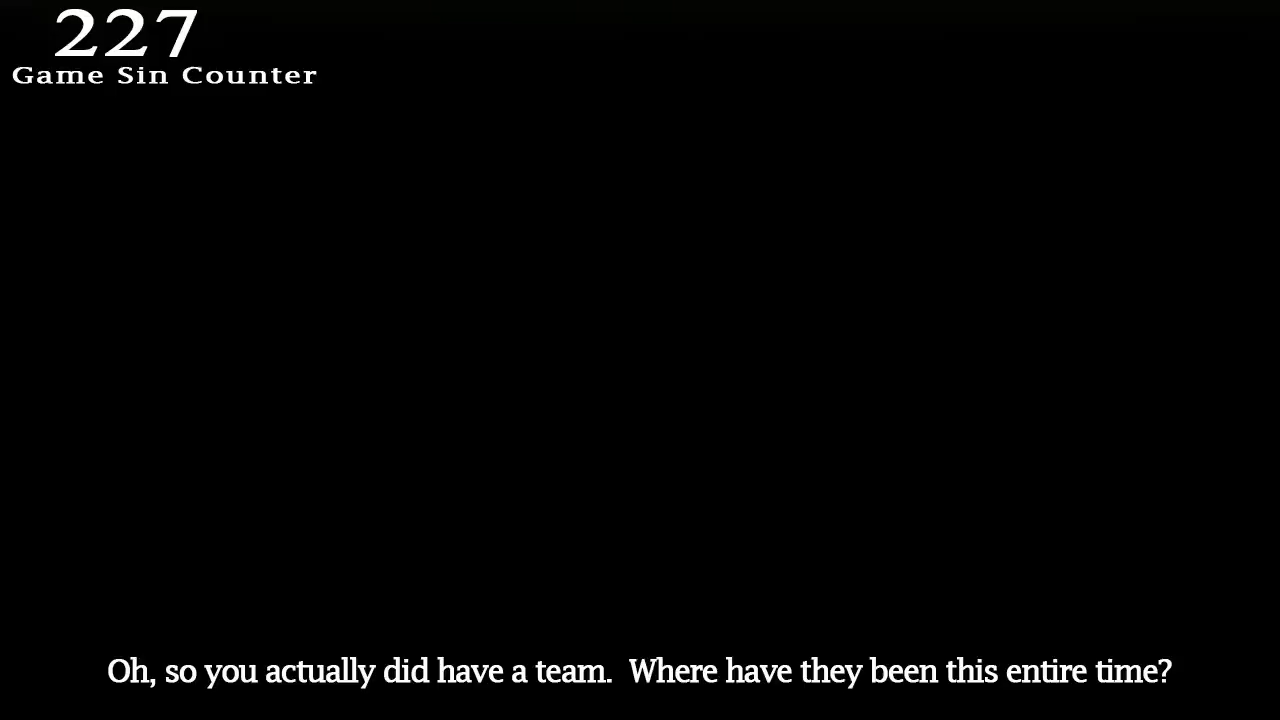 227
Game Sin Counter
Oh, so you actually did have a team.  Where have they been this entire time?